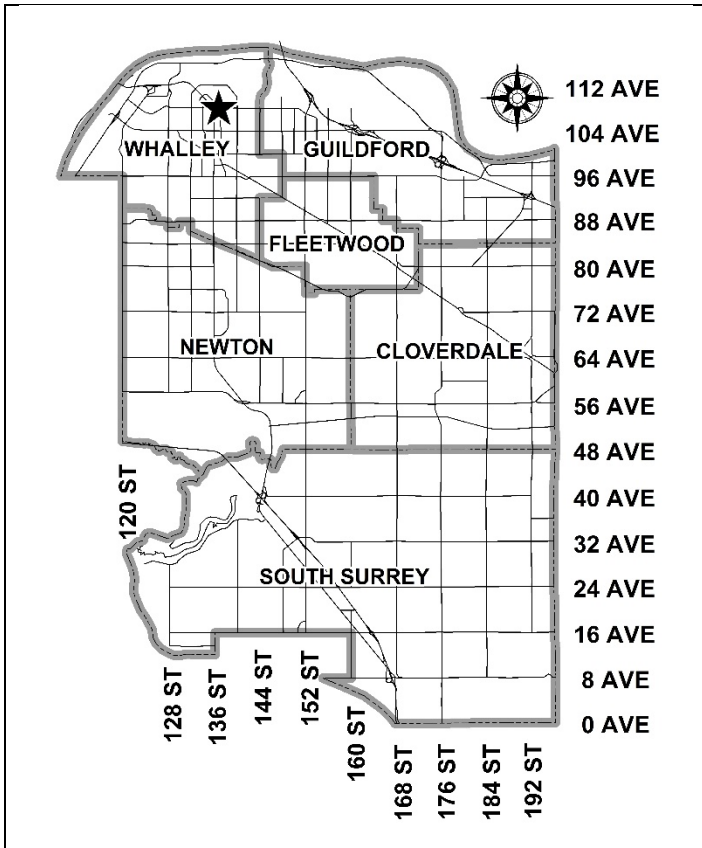 112 AVE
104 AVE
WHALLEY
GUILDFORD
96 AVE
88 AVE
FLEETWOOD
80 AVE
72 AVE
NEWTON
CLOVERDALE
64 AVE
56 AVE
48 AVE
120 ST
40 AVE
32 AVE
SOUTH SURREY
24 AVE
16 AVE
128 ST
136 ST
144 ST
152 ST
160 ST
8 AVE
0 AVE
168 ST
176 ST
184 ST
192 ST